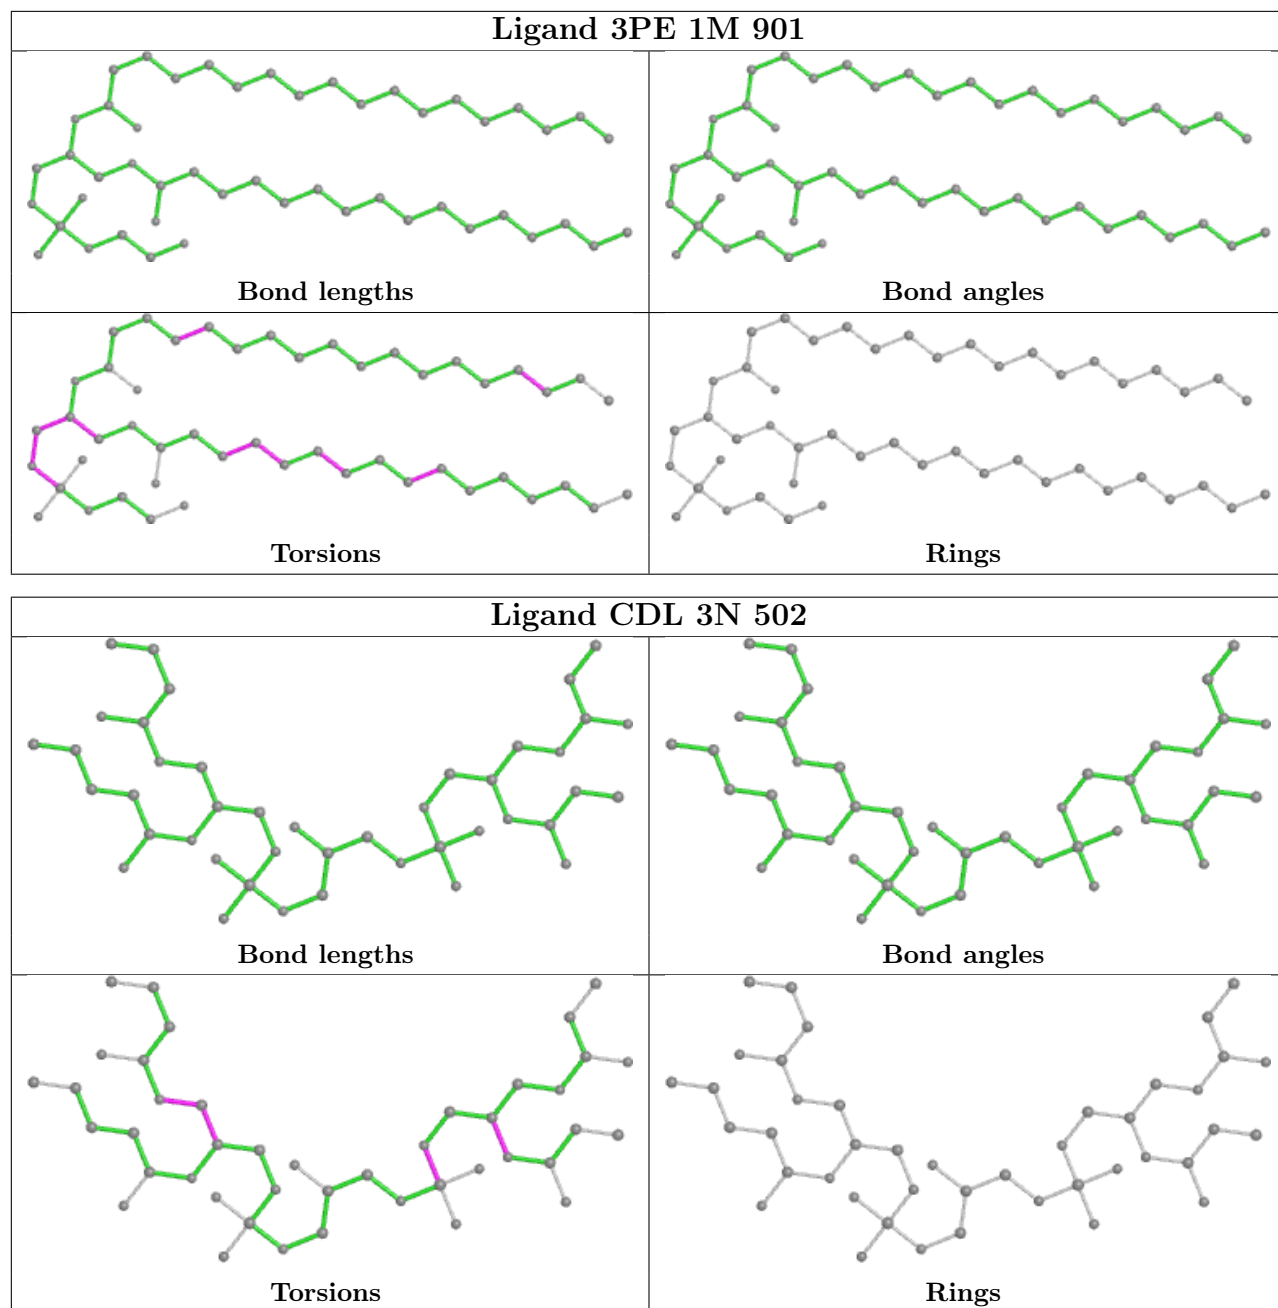 Ligand 3PE 1M 901
Bond lengths
Bond angles
Torsions
Rings
Ligand CDL 3N 502
Bond lengths
Bond angles
Torsions
Rings